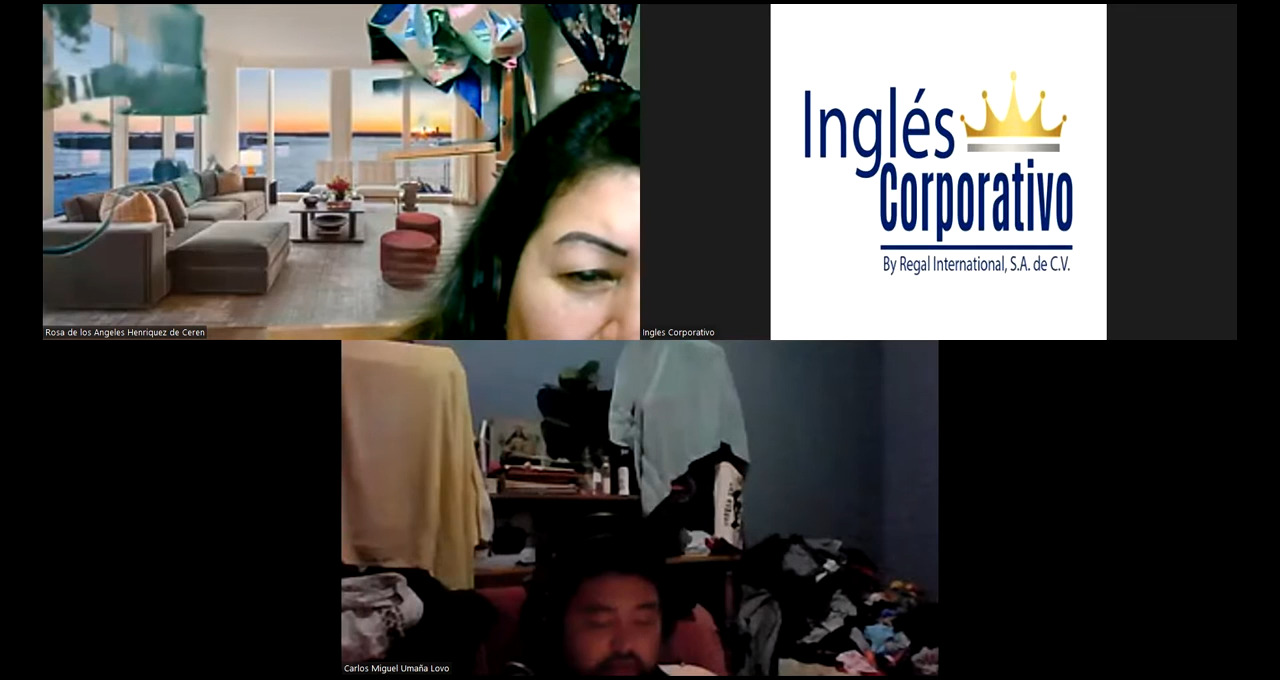 Inglés
Corporativo
By Regal International, S.A. de C.V.
Rosa de los Angeles Henriquez de Ceren
Ingles Corporativo
Carlos Miguel Umaña Lovo